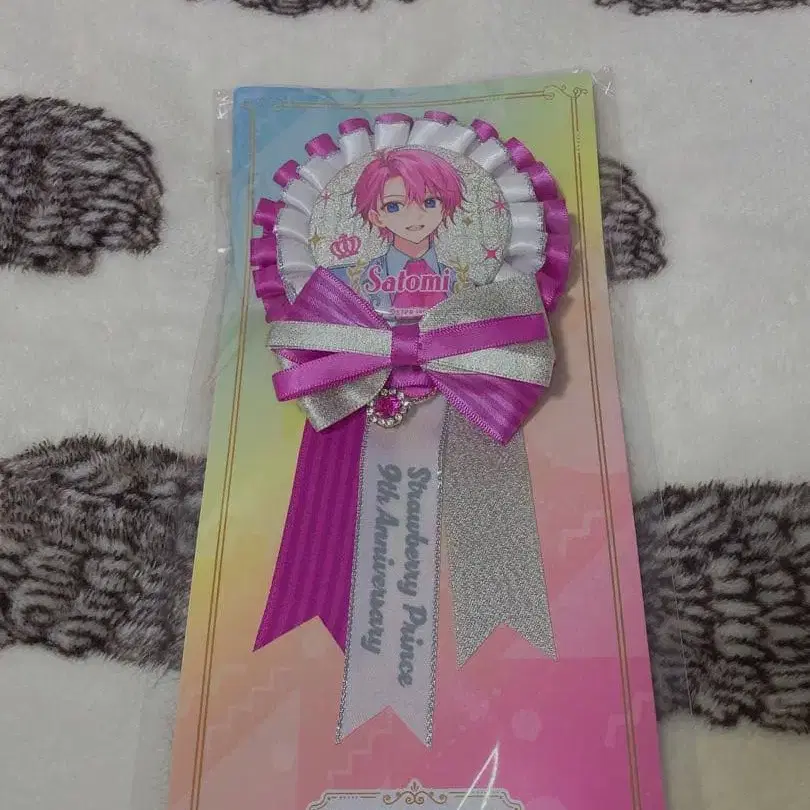 Satomi
Strawberry Prince
9th Anniversary